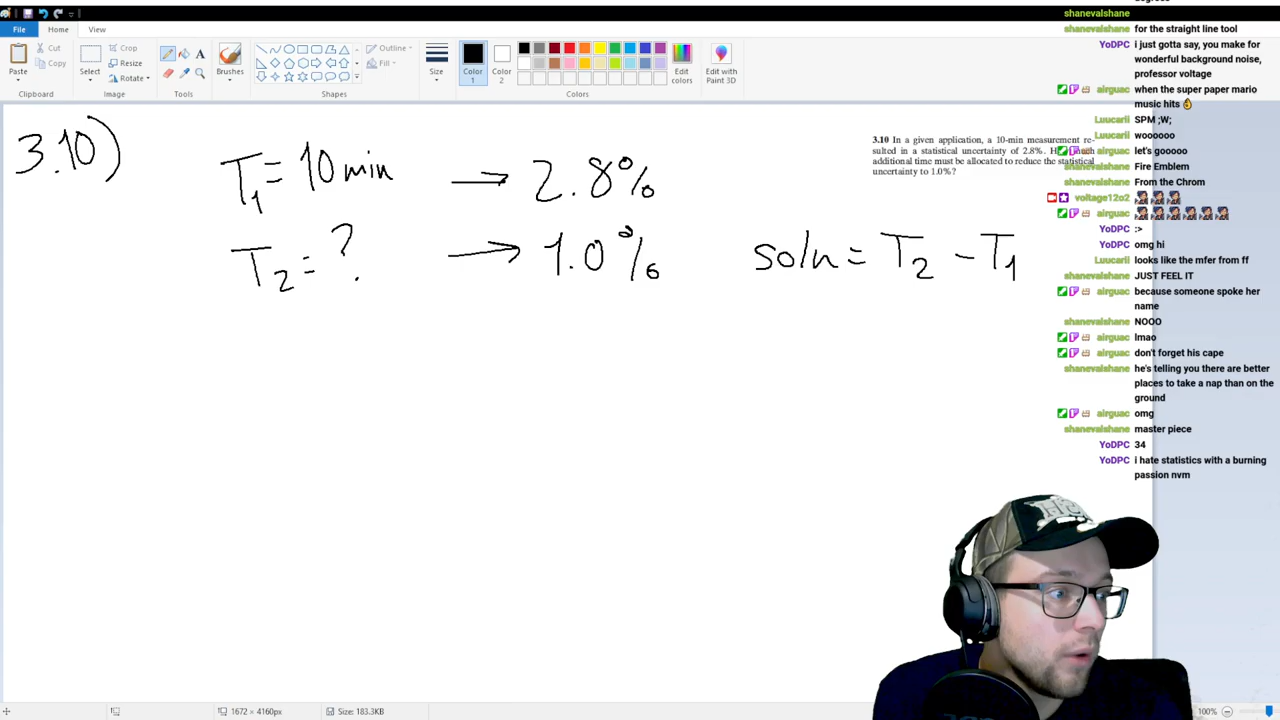 File
Home
View
Paste
Cut
Copy
Clipboard
Select
Crop
Resize
Rotate
Image
A
Tools
Brushes
Outline
Fill
Shapes
Size
Color
1
Color
2
Edit
colors
Colors
Edit with
Paint 3D
3.10)
T1 = 10 min → 2.8%
T2 = ? → 1.0%
soln = T2 - T1
3.10 In a given application, a 10-min measurement re-
sulted in a statistical uncertainty of 2.8%.
additional time must be allocated to reduce the statistical
uncertainty to 1.0%?
shanevalshane
for the straight line tool
YoDPC i just gotta say, you make for
wonderful background noise,
professor voltage
airguac when the super paper mario
music hits 👌
Luucarii SPM ;W;
Luucarii woooooo
airguac let's gooooo
shanevalshane Fire Emblem
shanevalshane From the Chrom
voltage12o2
airguac
shanevalshane :>
YoDPC omg hi
Luucarii looks like the mfer from ff
shanevalshane JUST FEEL IT
airguac because someone spoke her
name
shanevalshane NOOO
airguac lmao
airguac don't forget his cape
shanevalshane he's telling you there are better
places to take a nap than on the
ground
airguac omg
shanevalshane master piece
YoDPC 34
YoDPC i hate statistics with a burning
passion nvm
1672 × 4160px
Size: 183.3KB
100%